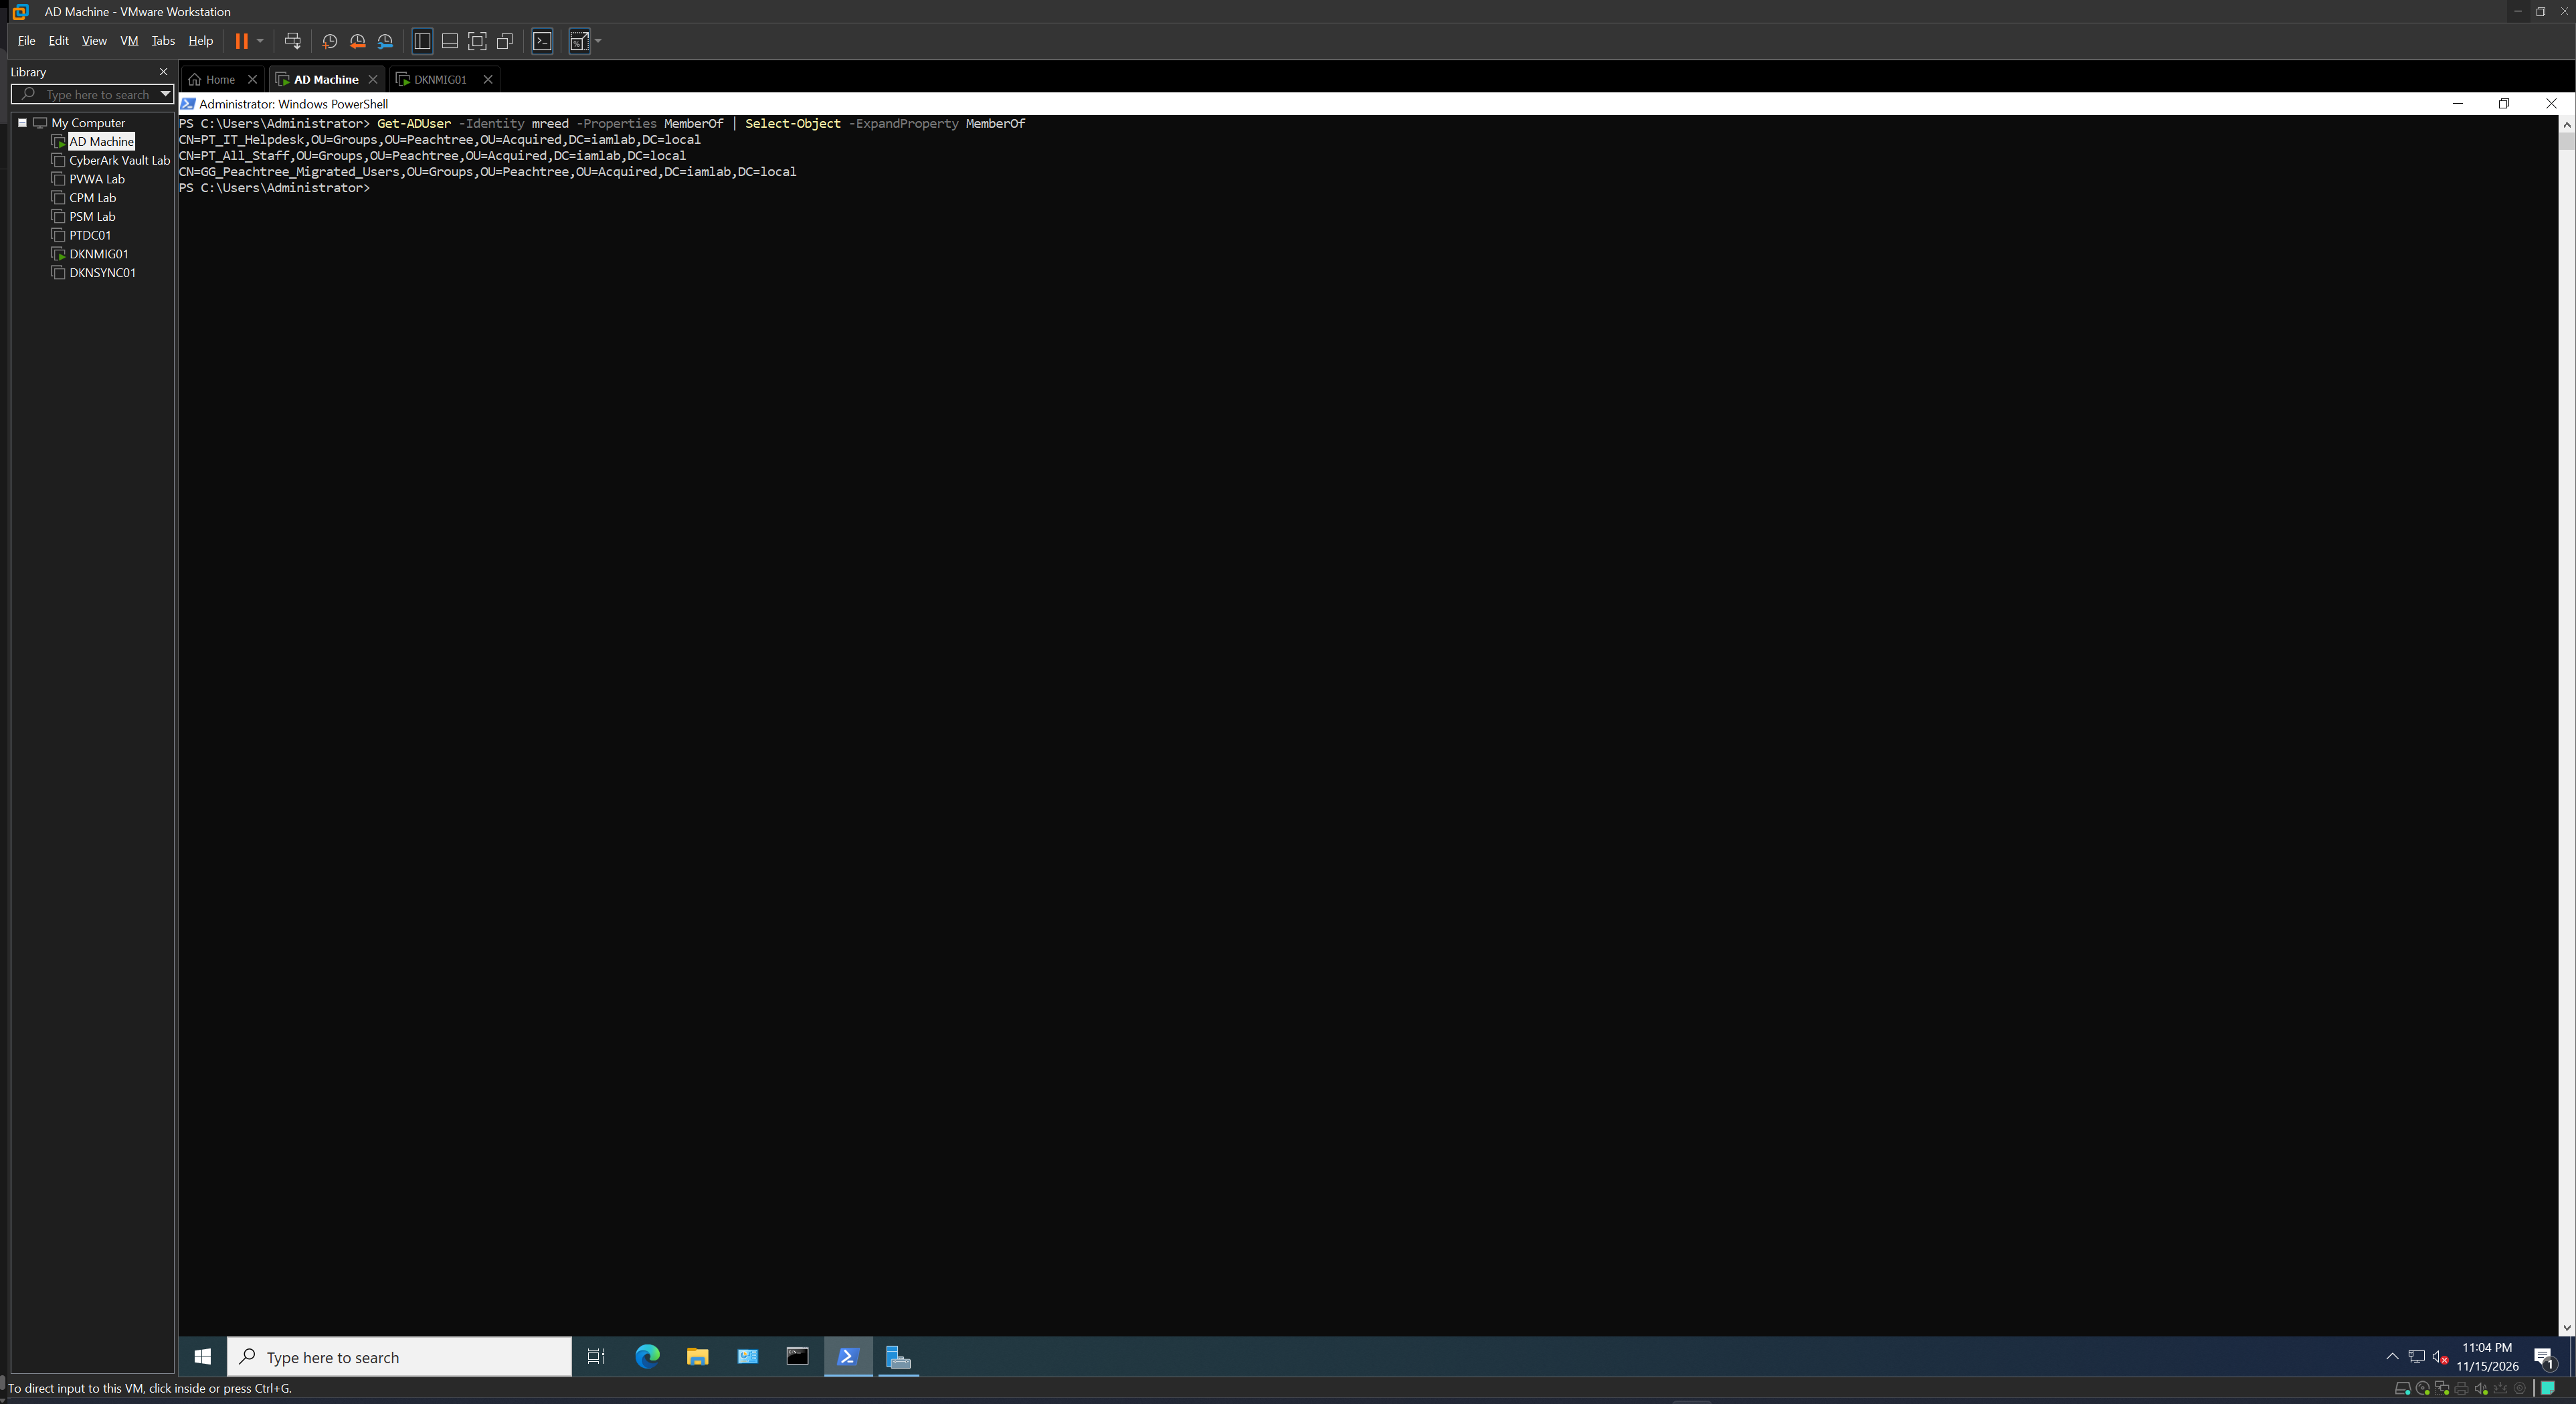 AD Machine - VMware Workstation
File Edit View VM Tabs Help
Library
Type here to search
My Computer
AD Machine
CyberArk Vault Lab
PVWA Lab
CPM Lab
PSM Lab
PTDC01
DKNMIG01
DKNSYNC01
Home AD Machine DKNMIG01
Administrator: Windows PowerShell
PS C:\Users\Administrator> Get-ADUser -Identity mreed -Properties MemberOf | Select-Object -ExpandProperty MemberOf
CN=PT_IT_Helpdesk,OU=Groups,OU=Peachtree,OU=Acquired,DC=iamlab,DC=local
CN=PT_All_Staff,OU=Groups,OU=Peachtree,OU=Acquired,DC=iamlab,DC=local
CN=GG_Peachtree_Migrated_Users,OU=Groups,OU=Peachtree,OU=Acquired,DC=iamlab,DC=local
PS C:\Users\Administrator>
Type here to search
11:04 PM
11/15/2026
1
To direct input to this VM, click inside or press Ctrl+G.